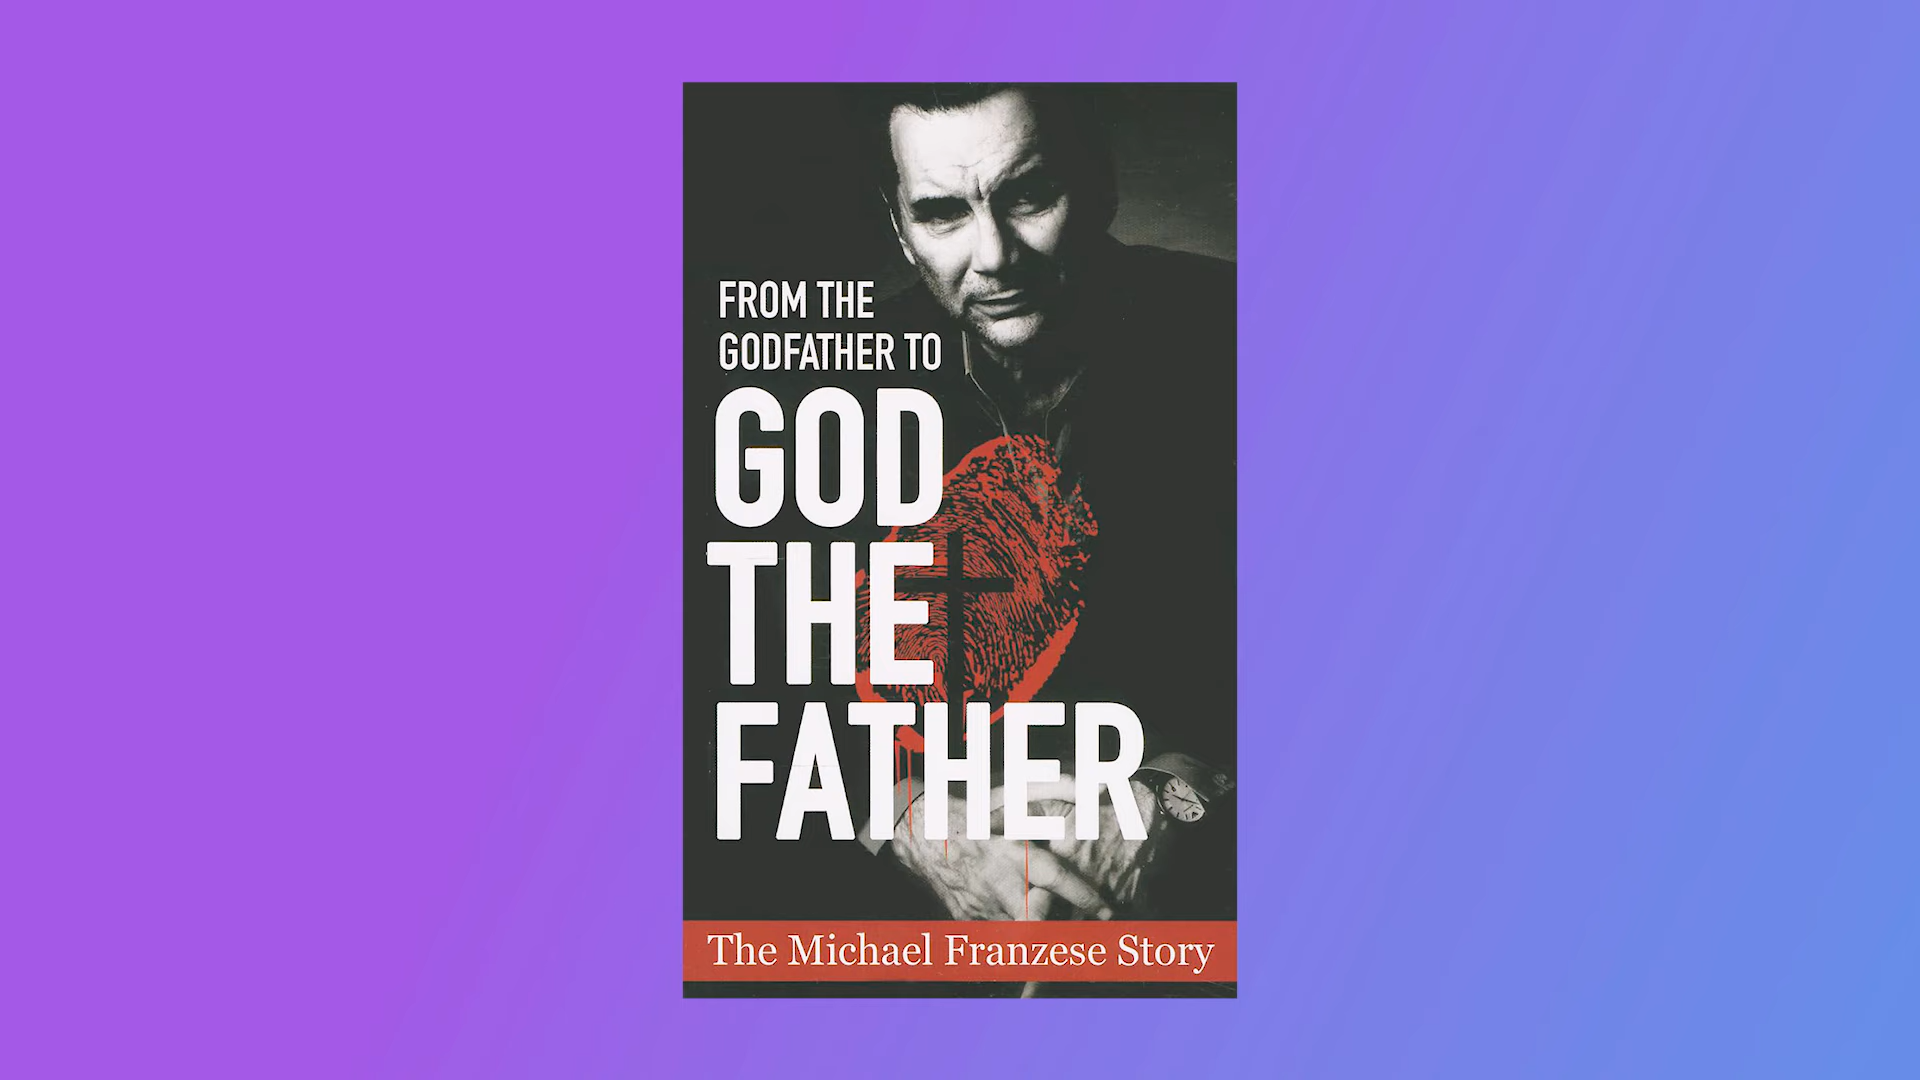 FROM THE
GODFATHER TO
GOD
THE
FATHER
The Michael Franzese Story